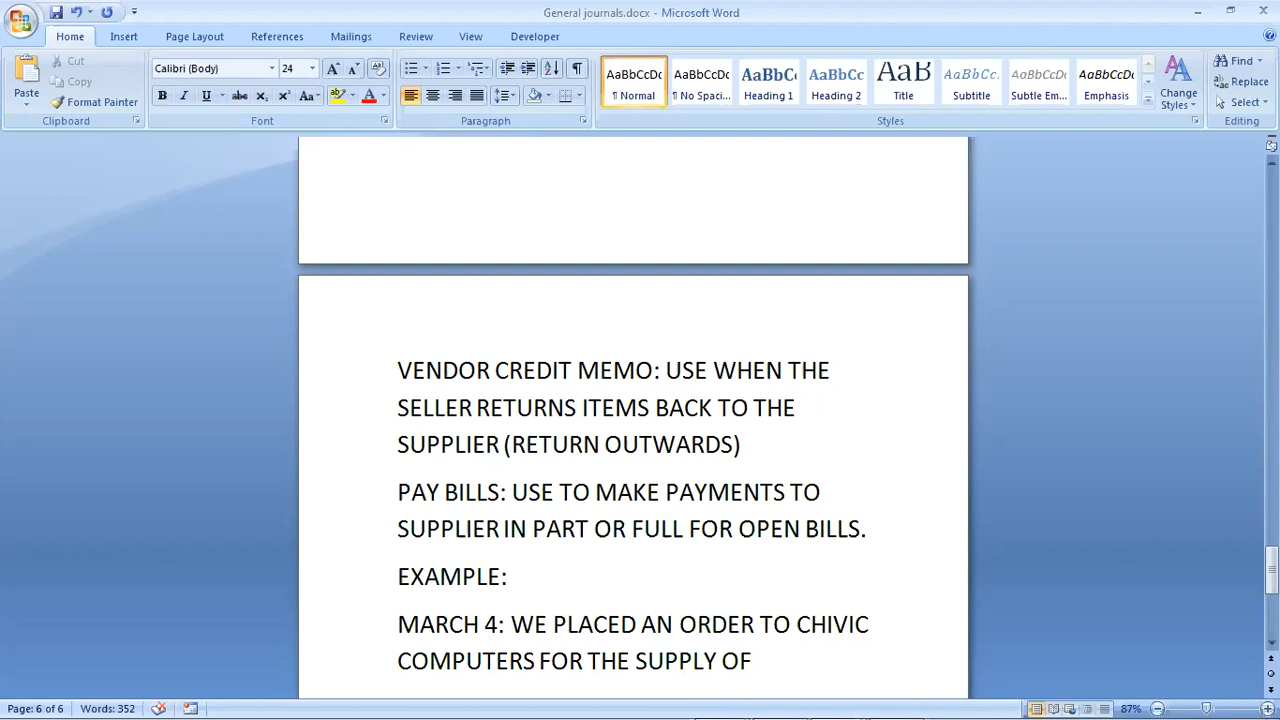 General journals.docx - Microsoft Word
Home Insert Page Layout References Mailings Review View Developer
Paste
Cut
Copy
Format Painter
Clipboard
Calibri (Body) 24
Font
Paragraph
AaBbCcDc AaBbCcDc AaBbCc AaBbCc AaB AaBbCc. AaBbCcDc AaBbCcDc
¶ Normal ¶ No Spaci... Heading 1 Heading 2 Title Subtitle Subtle Em... Emphasis
Change Styles
Styles
Find
Replace
Select
Editing
VENDOR CREDIT MEMO: USE WHEN THE
SELLER RETURNS ITEMS BACK TO THE
SUPPLIER (RETURN OUTWARDS)
PAY BILLS: USE TO MAKE PAYMENTS TO
SUPPLIER IN PART OR FULL FOR OPEN BILLS.
EXAMPLE:
MARCH 4: WE PLACED AN ORDER TO CHIVIC
COMPUTERS FOR THE SUPPLY OF
Page: 6 of 6 Words: 352 87%